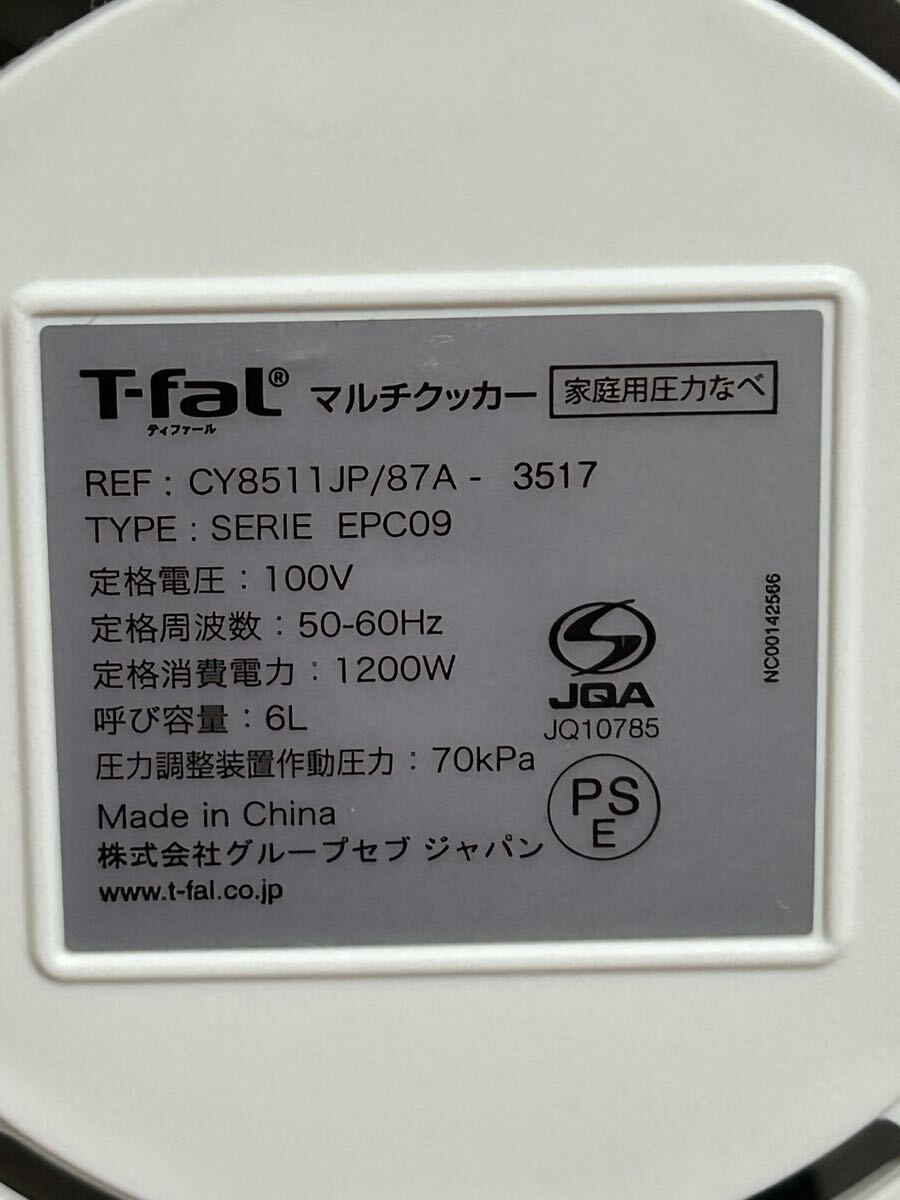 T-fal® マルチクッカー 家庭用圧力なべ
ティファール
REF : CY8511JP/87A - 3517
TYPE : SERIE EPC09
定格電圧 : 100V
定格周波数 : 50-60Hz
定格消費電力 : 1200W
呼び容量 : 6L
圧力調整装置作動圧力 : 70kPa
Made in China
株式会社グループセブ ジャパン
www.t-fal.co.jp
JQA
JQ10785
PS
E
NC00142566